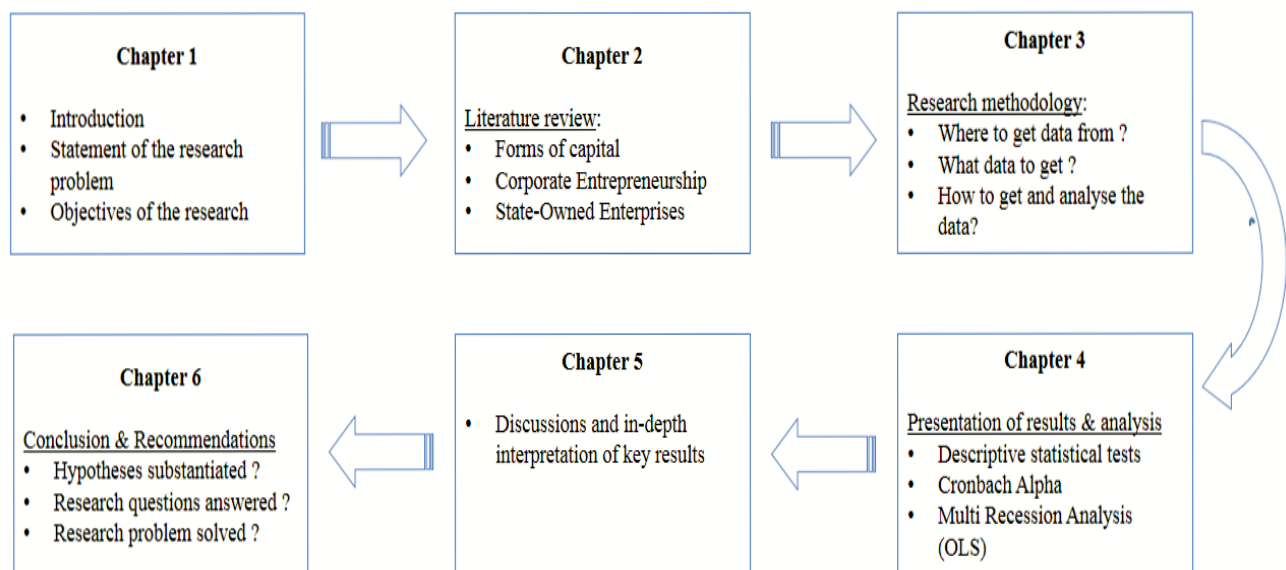 Chapter 1
• Introduction
• Statement of the research
problem
• Objectives of the research
Chapter 2
Literature review:
• Forms of capital
• Corporate Entrepreneurship
• State-Owned Enterprises
Chapter 3
Research methodology:
• Where to get data from ?
• What data to get ?
• How to get and analyse the
data?
Chapter 4
Presentation of results & analysis
• Descriptive statistical tests
• Cronbach Alpha
• Multi Recession Analysis
(OLS)
Chapter 5
• Discussions and in-depth
interpretation of key results
Chapter 6
Conclusion & Recommendations
• Hypotheses substantiated ?
• Research questions answered ?
• Research problem solved ?